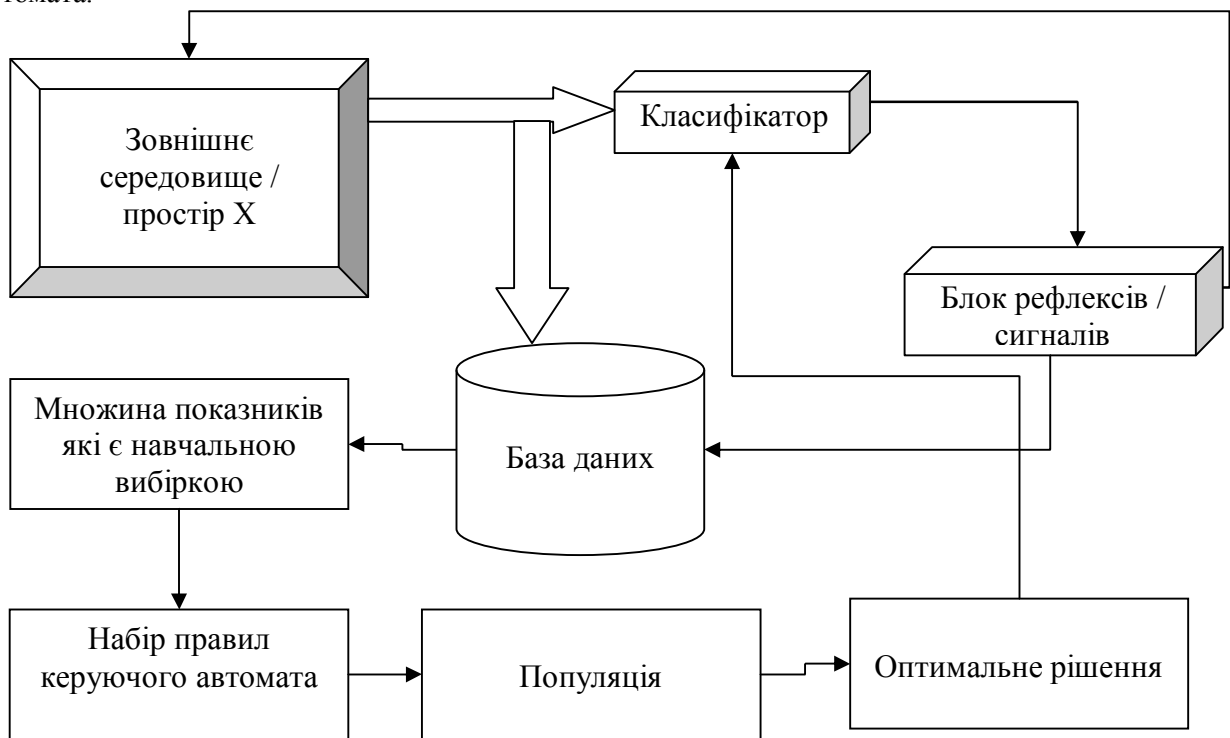 Зовнішнє
середовище /
простір X
Класифікатор
Блок рефлексів /
сигналів
Множина показників
які є навчальною
вибіркою
База даних
Набір правил
керуючого автомата
Популяція
Оптимальне рішення